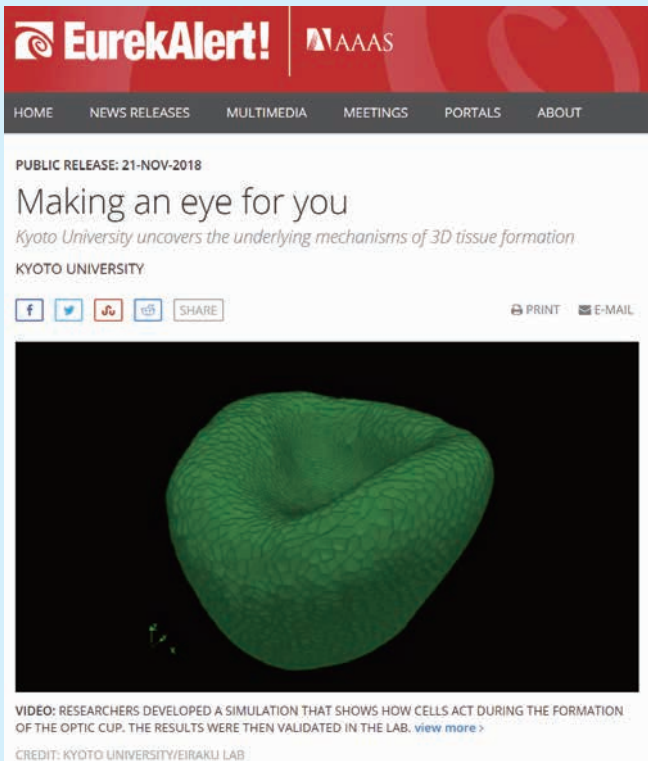 EurekAlert! AAAS
HOME NEWS RELEASES MULTIMEDIA MEETINGS PORTALS ABOUT
PUBLIC RELEASE: 21-NOV-2018
Making an eye for you
Kyoto University uncovers the underlying mechanisms of 3D tissue formation
KYOTO UNIVERSITY
f SHARE PRINT E-MAIL
VIDEO: RESEARCHERS DEVELOPED A SIMULATION THAT SHOWS HOW CELLS ACT DURING THE FORMATION
OF THE OPTIC CUP. THE RESULTS WERE THEN VALIDATED IN THE LAB. view more >
CREDIT: KYOTO UNIVERSITY/EIRAKU LAB